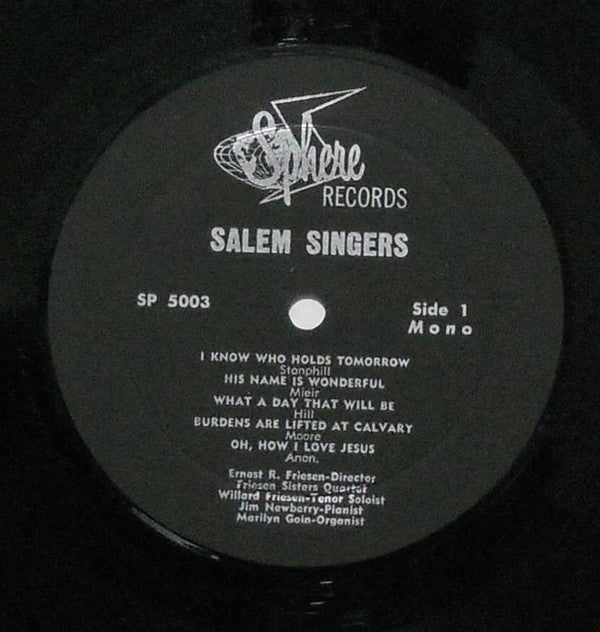 Sphere
RECORDS
SALEM SINGERS
SP 5003
Side 1
Mono
I KNOW WHO HOLDS TOMORROW
Stanphill
HIS NAME IS WONDERFUL
Mieir
WHAT A DAY THAT WILL BE
Hill
BURDENS ARE LIFTED AT CALVARY
Moore
OH, HOW I LOVE JESUS
Anon.
Ernest R. Friesen-Director
Friesen Sisters Quartet
Willard Friesen-Tenor Soloist
Jim Newberry-Pianist
Marilyn Goin-Organist